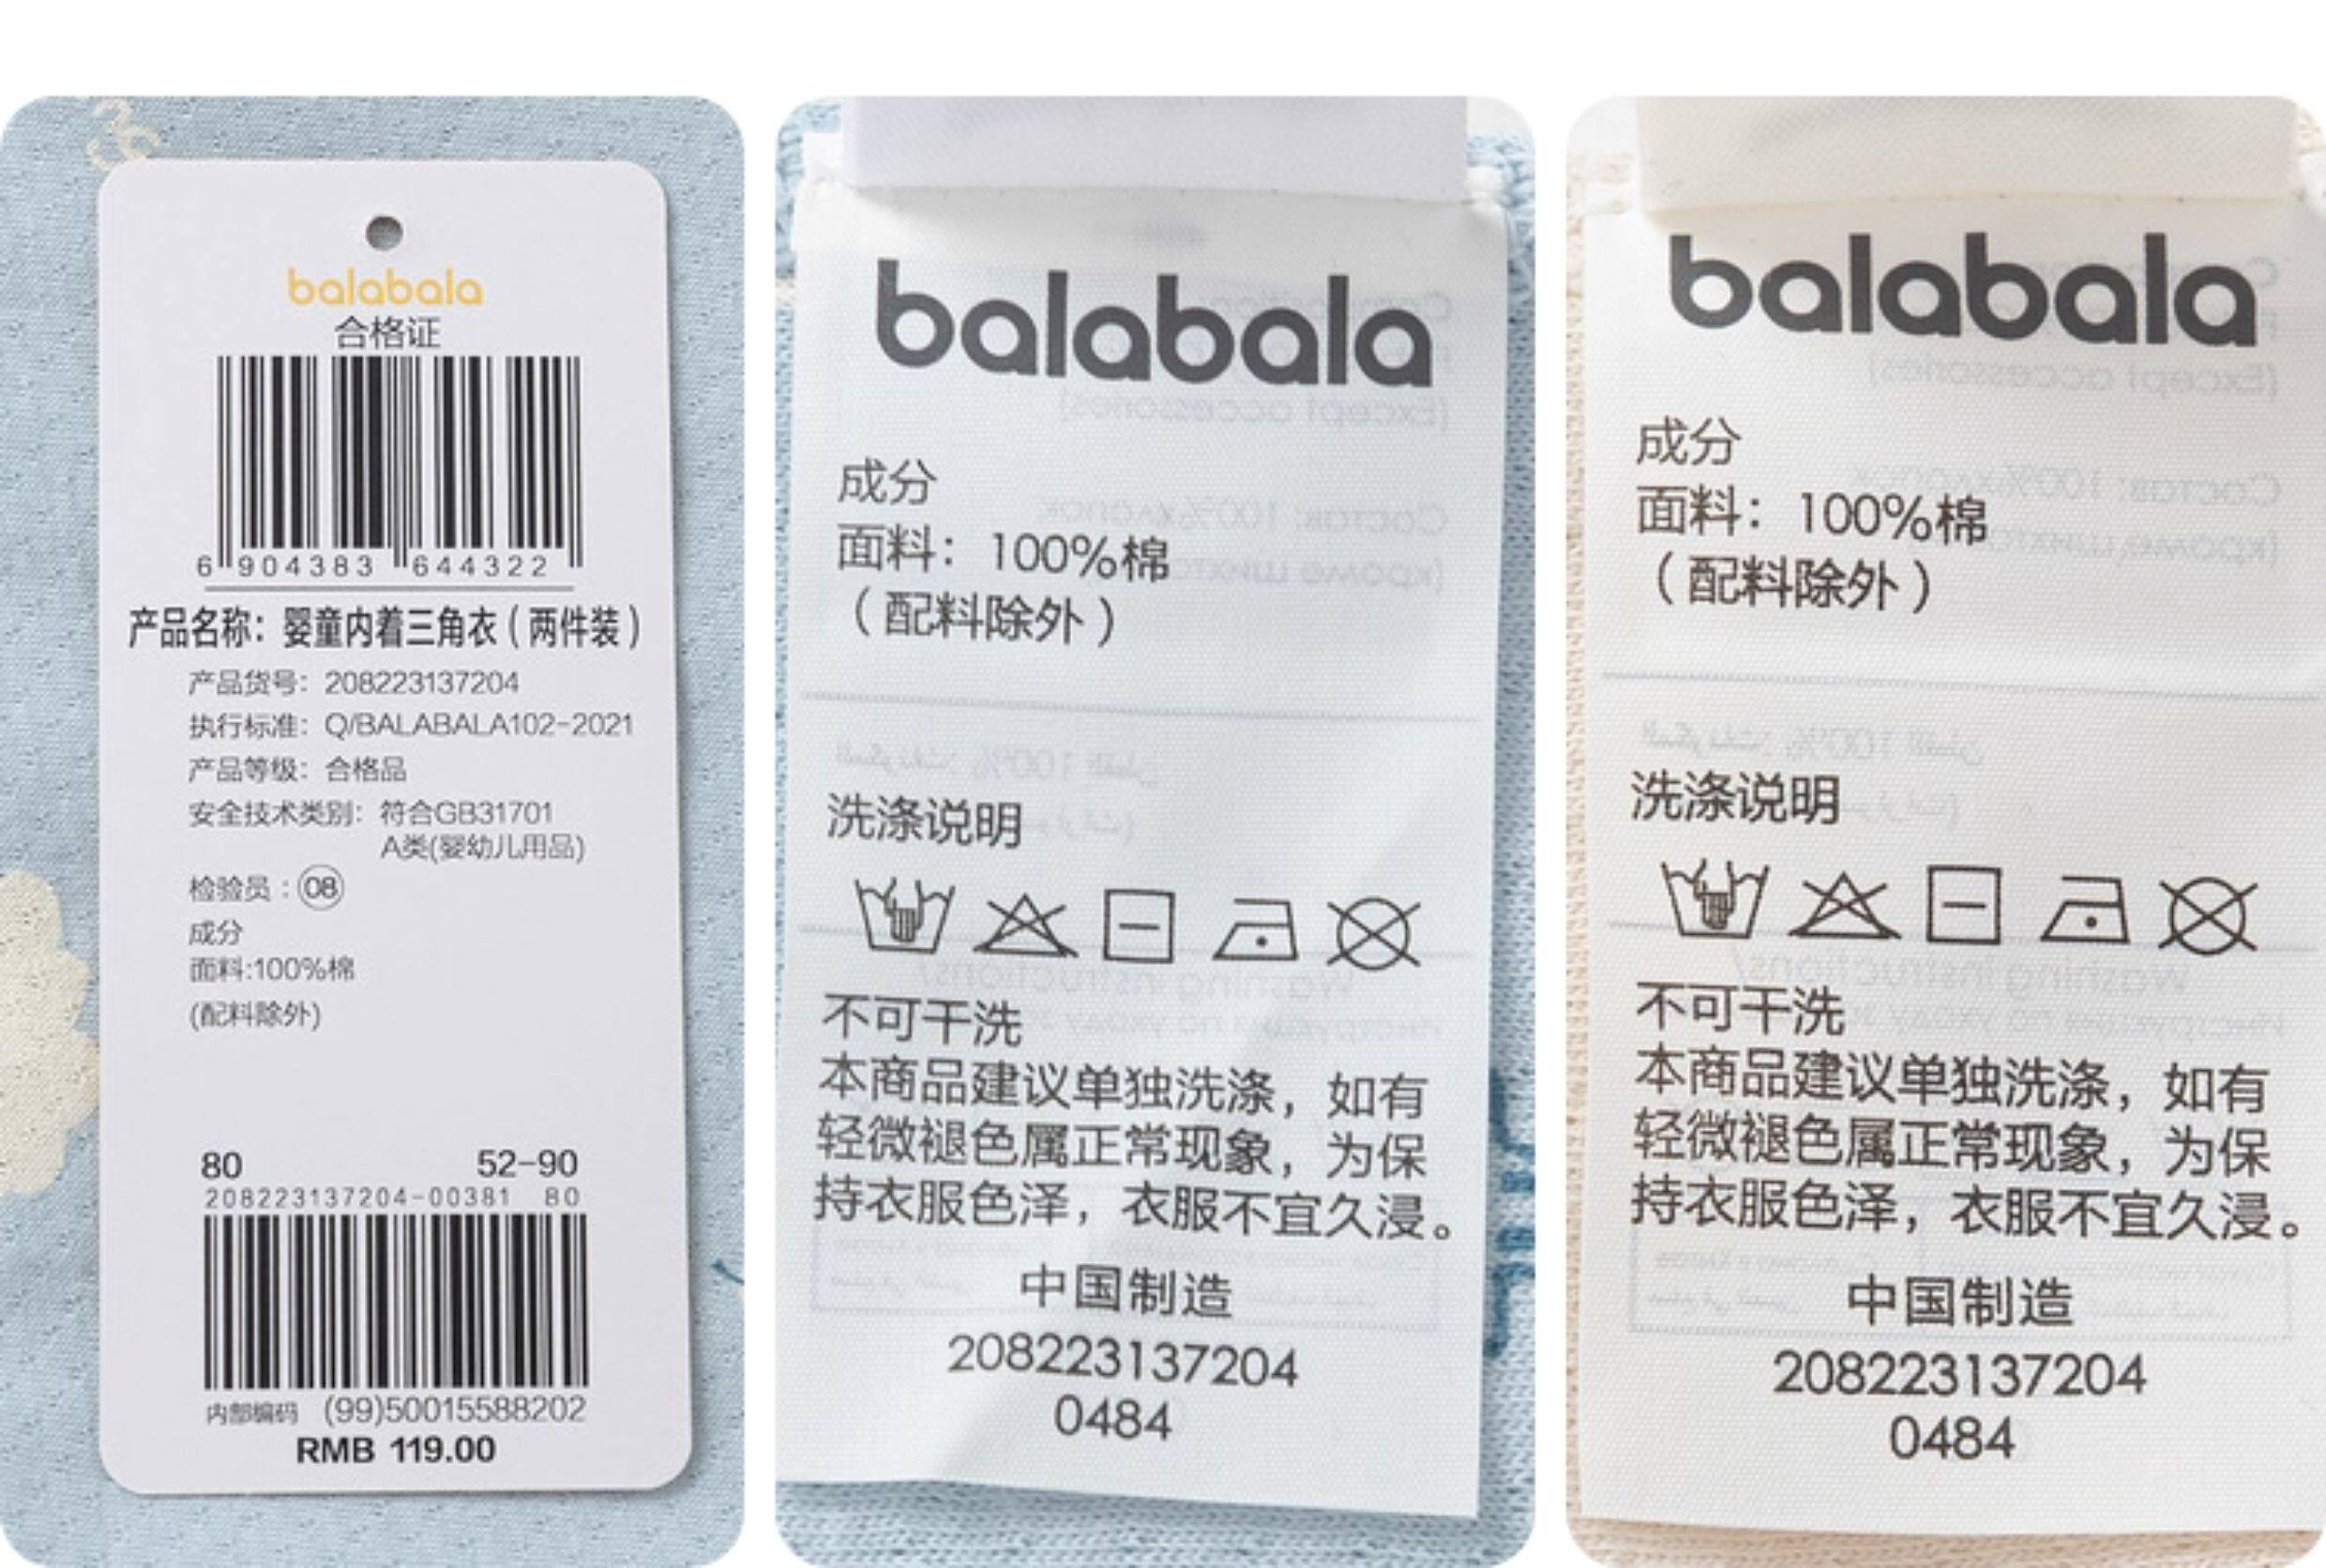 balabala
合格证
6 904383 644322
产品名称：婴童内着三角衣（两件装）
产品货号：208223137204
执行标准：Q/BALABALA102-2021
产品等级：合格品
安全技术类别：符合GB31701
A类(婴幼儿用品)
检验员：08
成分
面料:100%棉
(配料除外)
80 52-90
208223137204-00381 80
内部编码 (99)50015588202
RMB 119.00
balabala
成分
面料：100%棉
（配料除外）
洗涤说明
不可干洗
本商品建议单独洗涤，如有
轻微褪色属正常现象，为保
持衣服色泽，衣服不宜久浸。
中国制造
208223137204
0484
balabala
成分
面料：100%棉
（配料除外）
洗涤说明
不可干洗
本商品建议单独洗涤，如有
轻微褪色属正常现象，为保
持衣服色泽，衣服不宜久浸。
中国制造
208223137204
0484